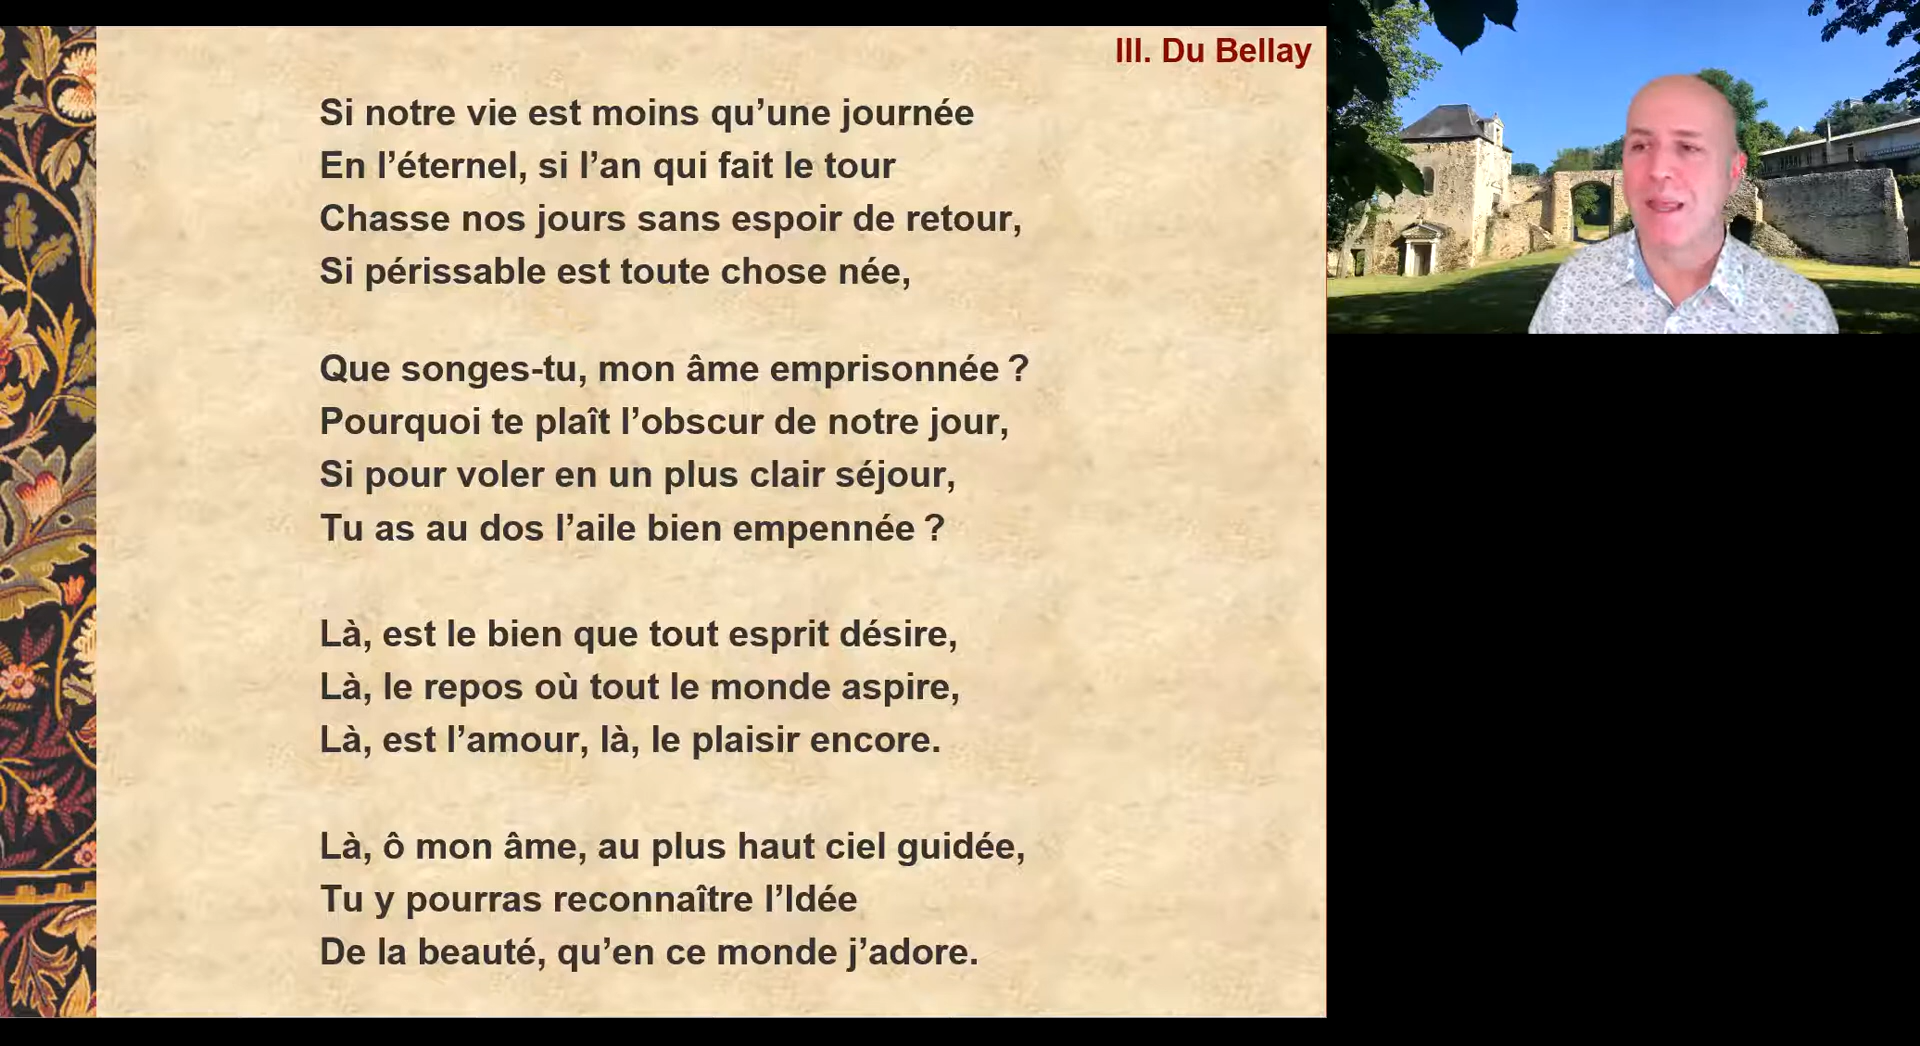 III. Du Bellay
Si notre vie est moins qu’une journée
En l’éternel, si l’an qui fait le tour
Chasse nos jours sans espoir de retour,
Si périssable est toute chose née,
Que songes-tu, mon âme emprisonnée ?
Pourquoi te plaît l’obscur de notre jour,
Si pour voler en un plus clair séjour,
Tu as au dos l’aile bien empennée ?
Là, est le bien que tout esprit désire,
Là, le repos où tout le monde aspire,
Là, est l’amour, là, le plaisir encore.
Là, ô mon âme, au plus haut ciel guidée,
Tu y pourras reconnaître l’Idée
De la beauté, qu’en ce monde j’adore.